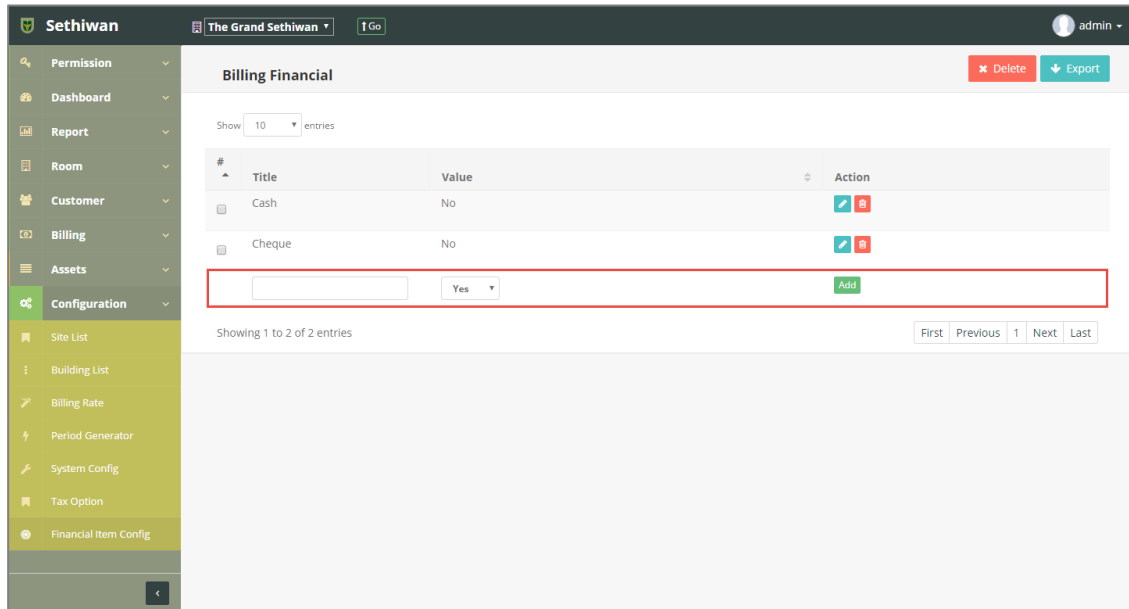 Sethiwan
The Grand Sethiwan
Go
admin
Permission
Dashboard
Report
Room
Customer
Billing
Assets
Configuration
Site List
Building List
Billing Rate
Period Generator
System Config
Tax Option
Financial Item Config
Billing Financial
Delete
Export
Show 10 entries
# Title Value Action
Cash No
Cheque No
Yes Add
Showing 1 to 2 of 2 entries
First Previous 1 Next Last